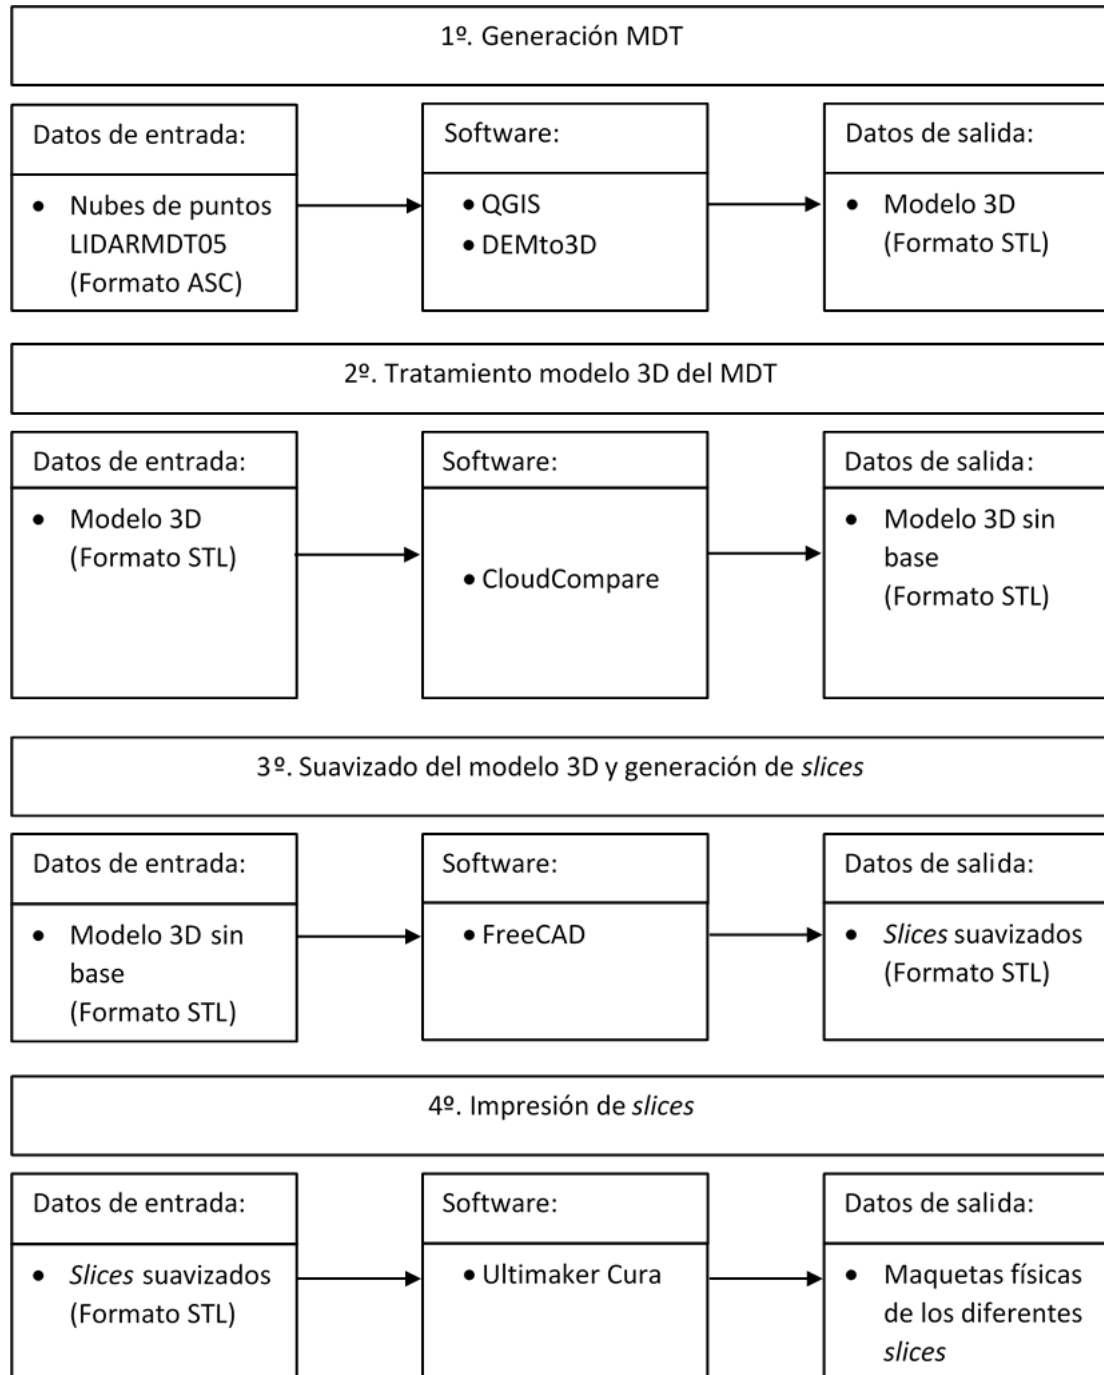 1º. Generación MDT
Datos de entrada:
• Nubes de puntos
LIDARMDT05
(Formato ASC)
Software:
• QGIS
• DEMto3D
Datos de salida:
• Modelo 3D
(Formato STL)
2º. Tratamiento modelo 3D del MDT
Datos de entrada:
• Modelo 3D
(Formato STL)
Software:
• CloudCompare
Datos de salida:
• Modelo 3D sin
base
(Formato STL)
3º. Suavizado del modelo 3D y generación de slices
Datos de entrada:
• Modelo 3D sin
base
(Formato STL)
Software:
• FreeCAD
Datos de salida:
• Slices suavizados
(Formato STL)
4º. Impresión de slices
Datos de entrada:
• Slices suavizados
(Formato STL)
Software:
• Ultimaker Cura
Datos de salida:
• Maquetas físicas
de los diferentes
slices